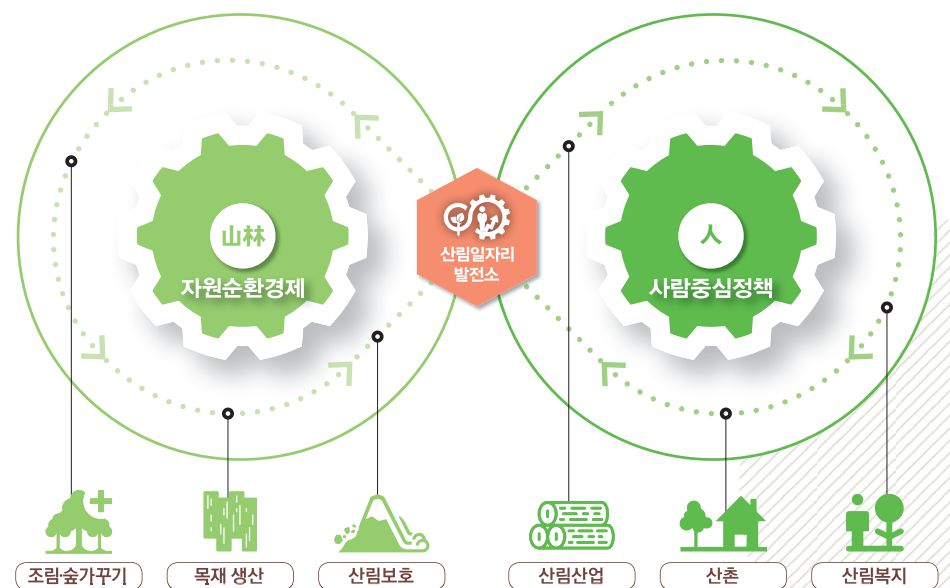 山林
자원순환경제
산림일자리
발전소
人
사람중심정책
조림·숲가꾸기
목재 생산
산림보호
산림산업
산촌
산림복지